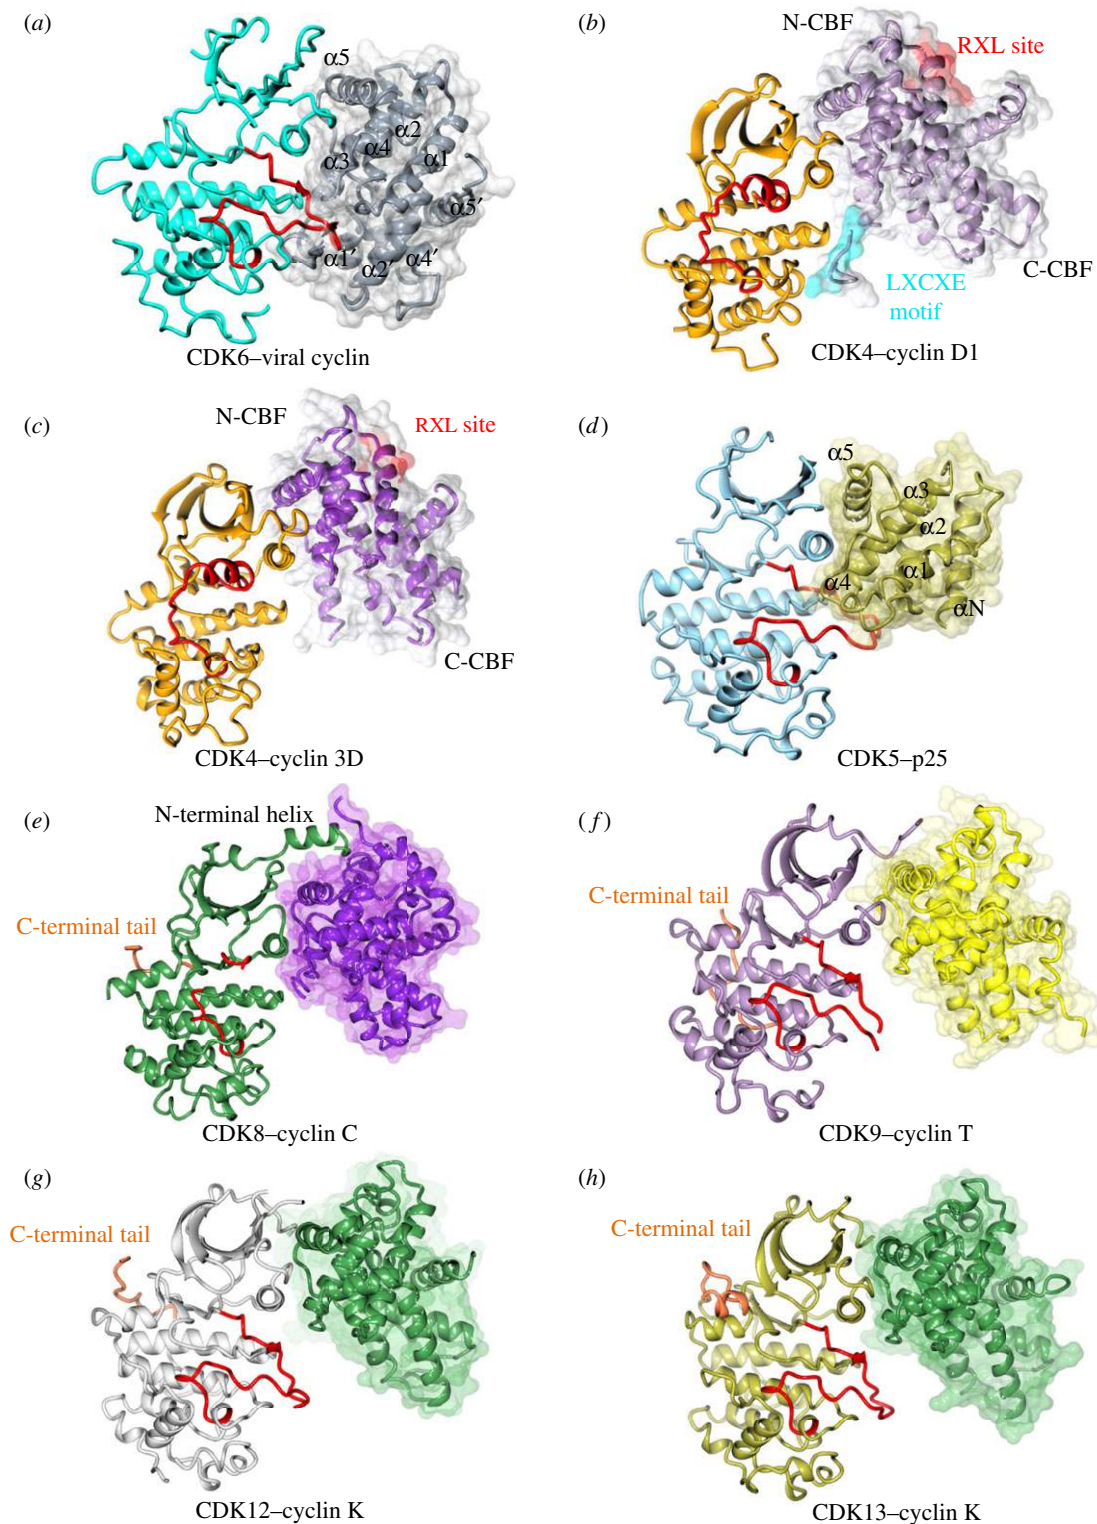 (a)
α5
α2
α4
α1
α3
α5′
α1′
α2′
α4′
CDK6–viral cyclin
(b)
N-CBF
RXL site
LXCXE
motif
C-CBF
CDK4–cyclin D1
(c)
N-CBF
RXL site
C-CBF
CDK4–cyclin 3D
(d)
α5
α3
α2
α4
α1
αN
CDK5–p25
(e)
N-terminal helix
C-terminal tail
CDK8–cyclin C
(f)
C-terminal tail
CDK9–cyclin T
(g)
C-terminal tail
CDK12–cyclin K
(h)
C-terminal tail
CDK13–cyclin K